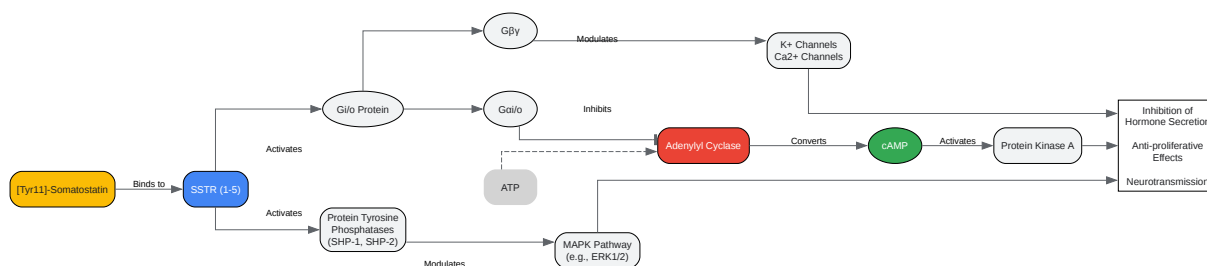 Gβγ
Modulates
K+ Channels
Ca2+ Channels
Gi/o Protein
Gαi/o
Inhibits
Inhibition of
Hormone Secretion
Anti-proliferative
Effects
Neurotransmission
Activates
Adenylyl Cyclase
Converts
cAMP
Activates
Protein Kinase A
[Tyr11]-Somatostatin
Binds to
SSTR (1-5)
ATP
Activates
Protein Tyrosine
Phosphatases
(SHP-1, SHP-2)
Modulates
MAPK Pathway
(e.g., ERK1/2)